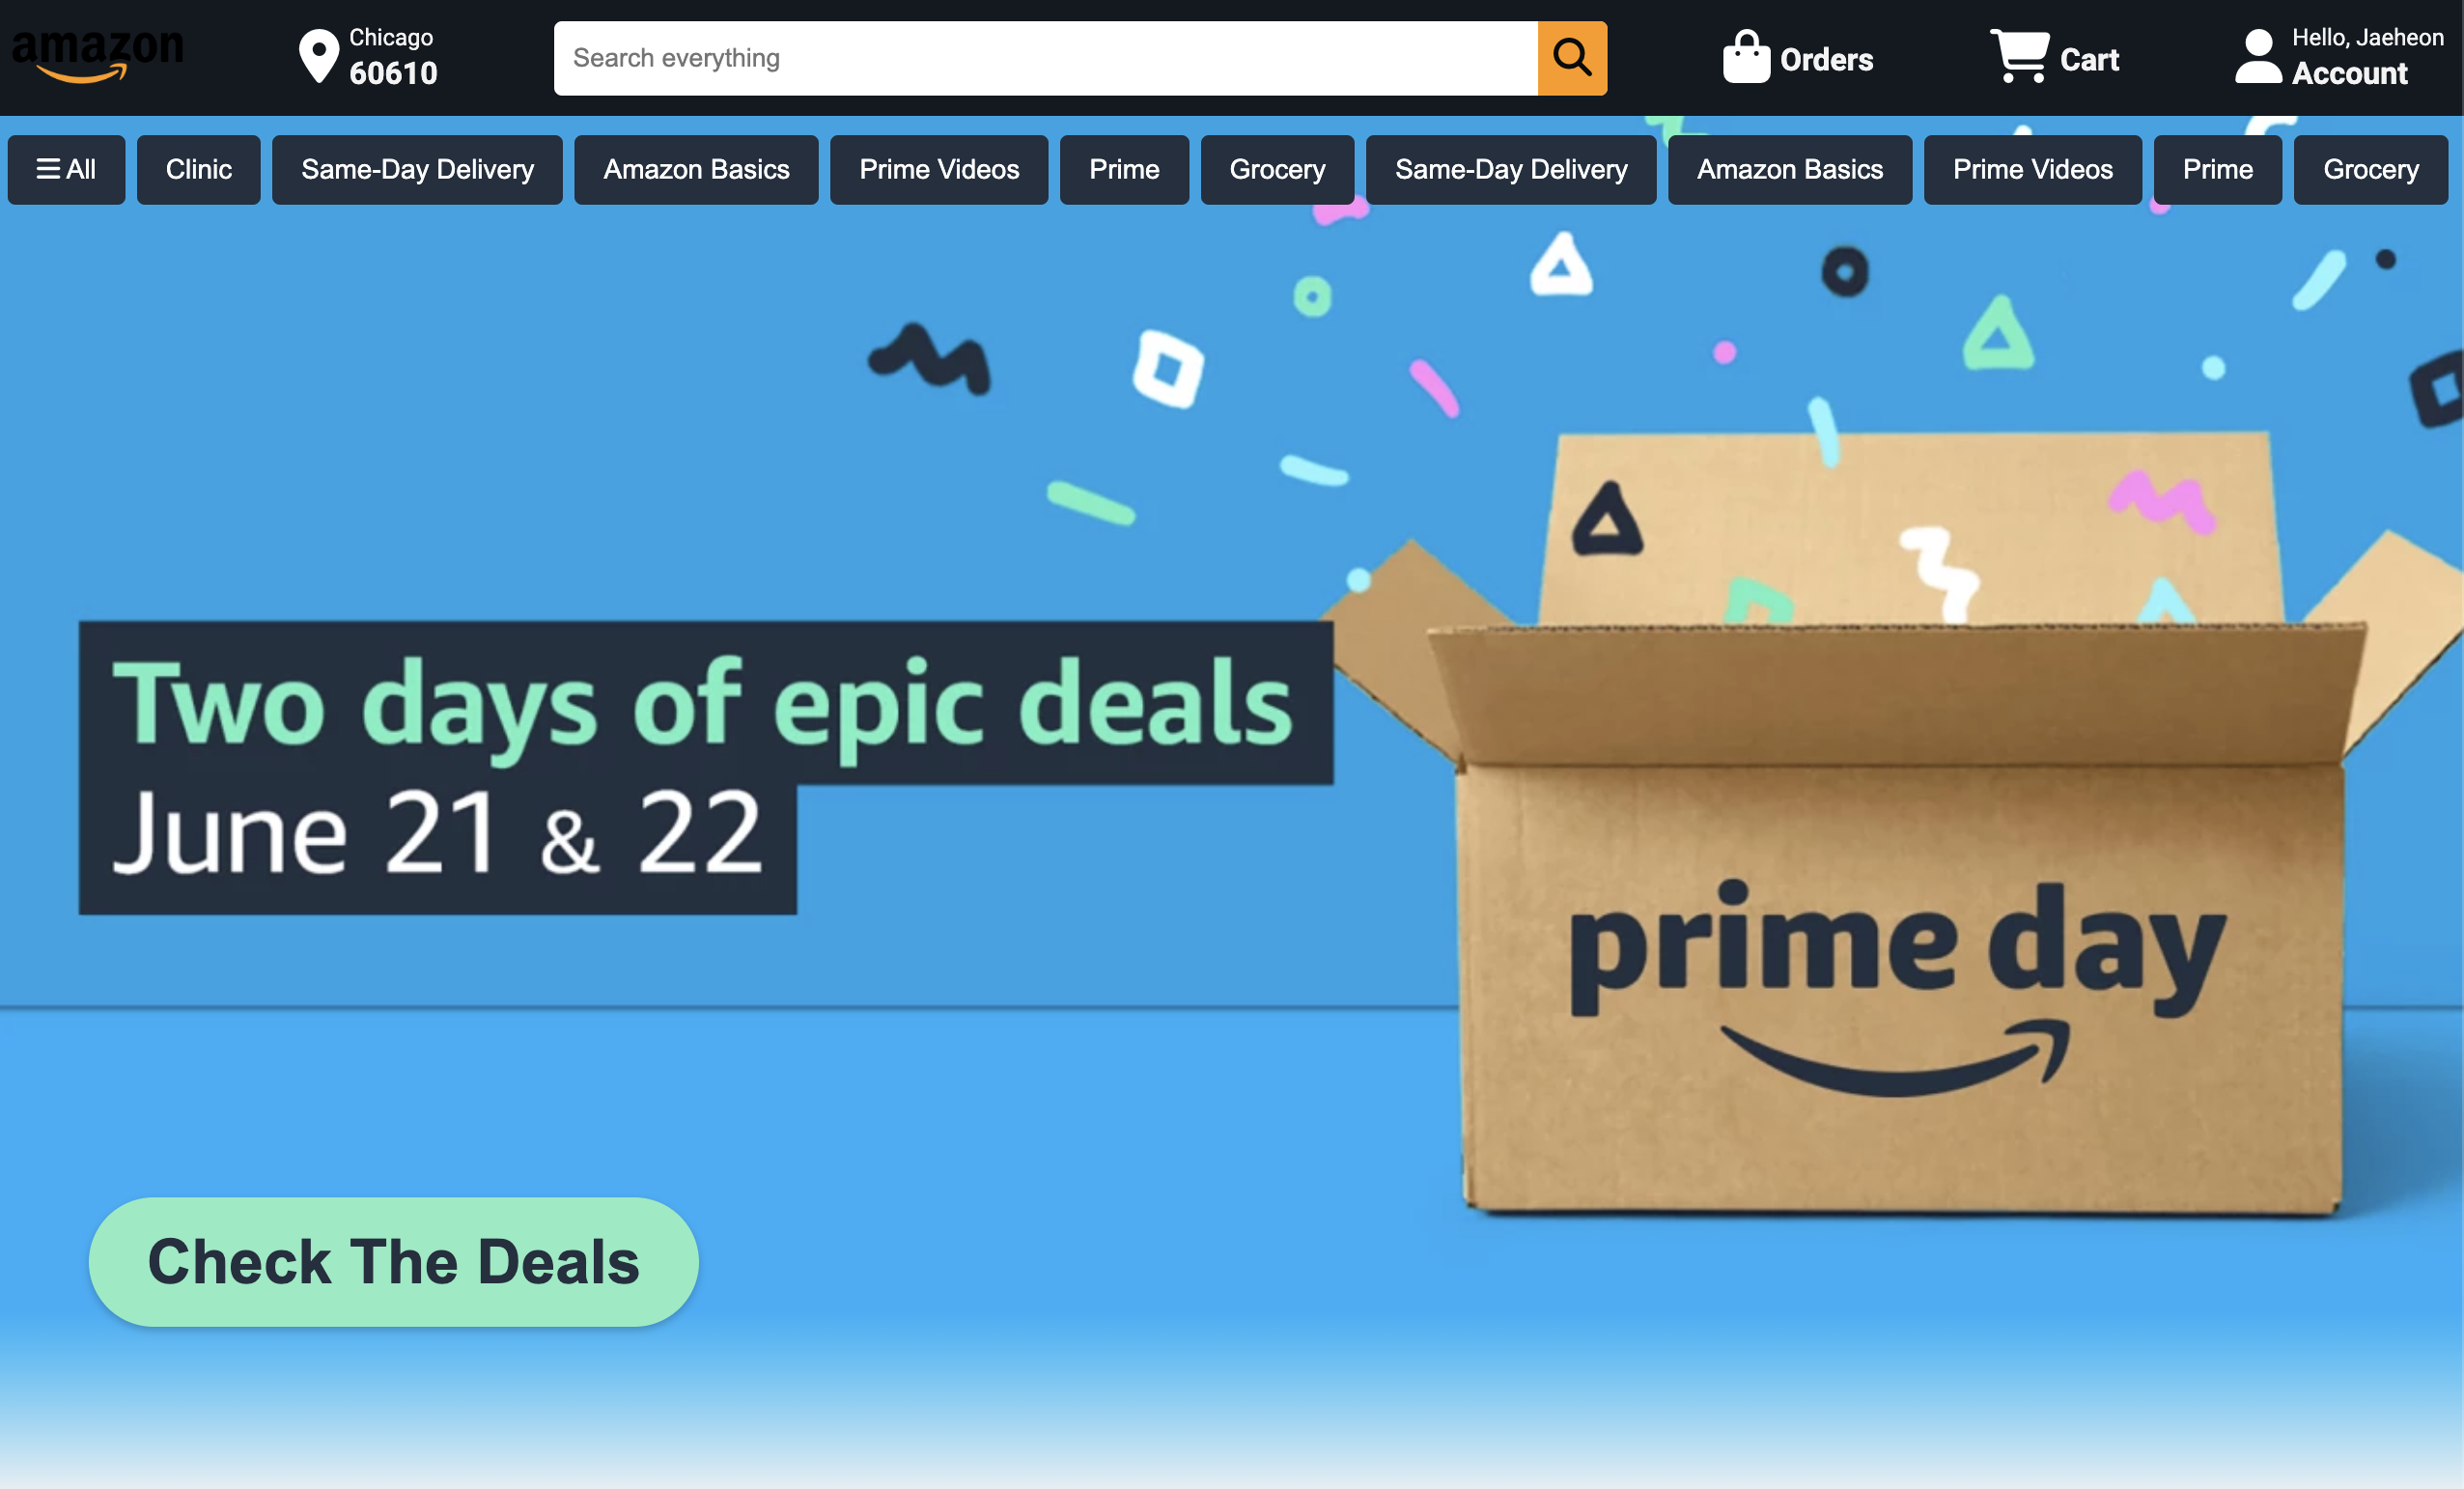 amazon
Chicago
60610
Search everything
Orders
Cart
Hello, Jaeheon
Account
All
Clinic
Same-Day Delivery
Amazon Basics
Prime Videos
Prime
Grocery
Same-Day Delivery
Amazon Basics
Prime Videos
Prime
Grocery
Two days of epic deals
June 21 & 22
prime day
Check The Deals